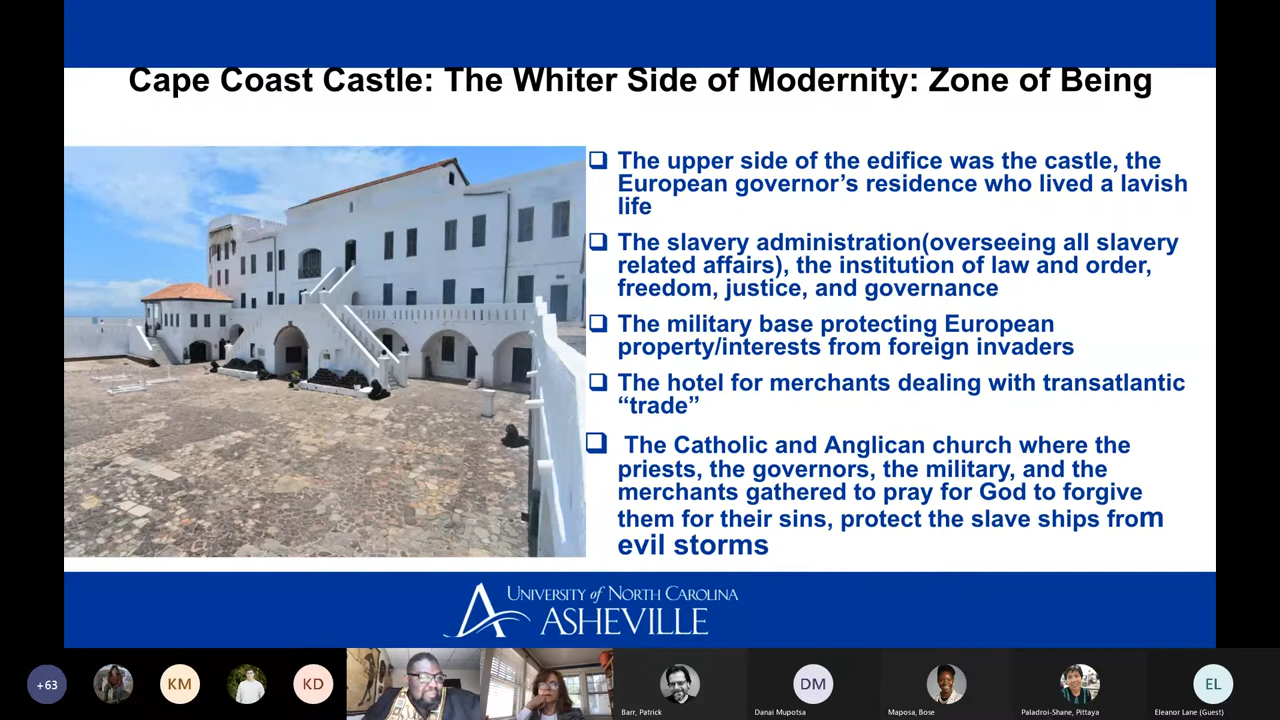 Cape Coast Castle: The Whiter Side of Modernity: Zone of Being
❑ The upper side of the edifice was the castle, the
European governor’s residence who lived a lavish
life
❑ The slavery administration(overseeing all slavery
related affairs), the institution of law and order,
freedom, justice, and governance
❑ The military base protecting European
property/interests from foreign invaders
❑ The hotel for merchants dealing with transatlantic
“trade”
❑ The Catholic and Anglican church where the
priests, the governors, the military, and the
merchants gathered to pray for God to forgive
them for their sins, protect the slave ships from
evil storms
UNIVERSITY of NORTH CAROLINA
ASHEVILLE
+63
KM
KD
Barr, Patrick
DM
Danai Mupotsa
Maposa, Bose
Paladroi-Shane, Pittaya
EL
Eleanor Lane (Guest)